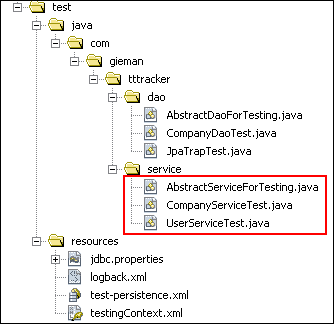 test
java
com
gieman
tttracker
dao
AbstractDaoForTesting.java
CompanyDaoTest.java
JpaTrapTest.java
service
AbstractServiceForTesting.java
CompanyServiceTest.java
UserServiceTest.java
resources
jdbc.properties
logback.xml
test-persistence.xml
testingContext.xml